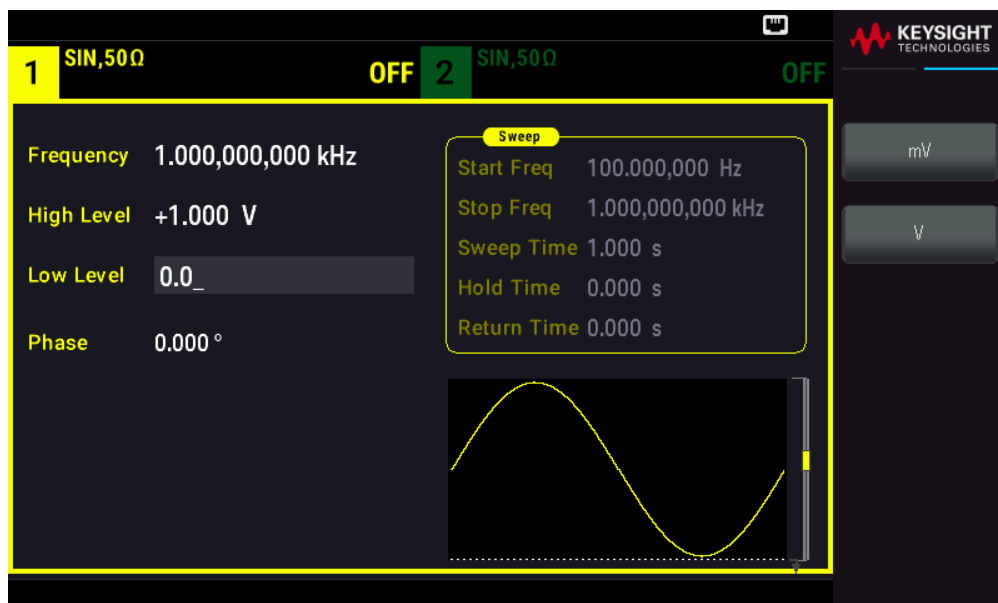 KEYSIGHT
TECHNOLOGIES
1 SIN,50Ω OFF 2 SIN,50Ω OFF
Sweep
Frequency 1.000,000,000 kHz
High Level +1.000 V
Low Level 0.0_
Phase 0.000 °
Start Freq 100.000,000 Hz
Stop Freq 1.000,000,000 kHz
Sweep Time 1.000 s
Hold Time 0.000 s
Return Time 0.000 s
mV
V